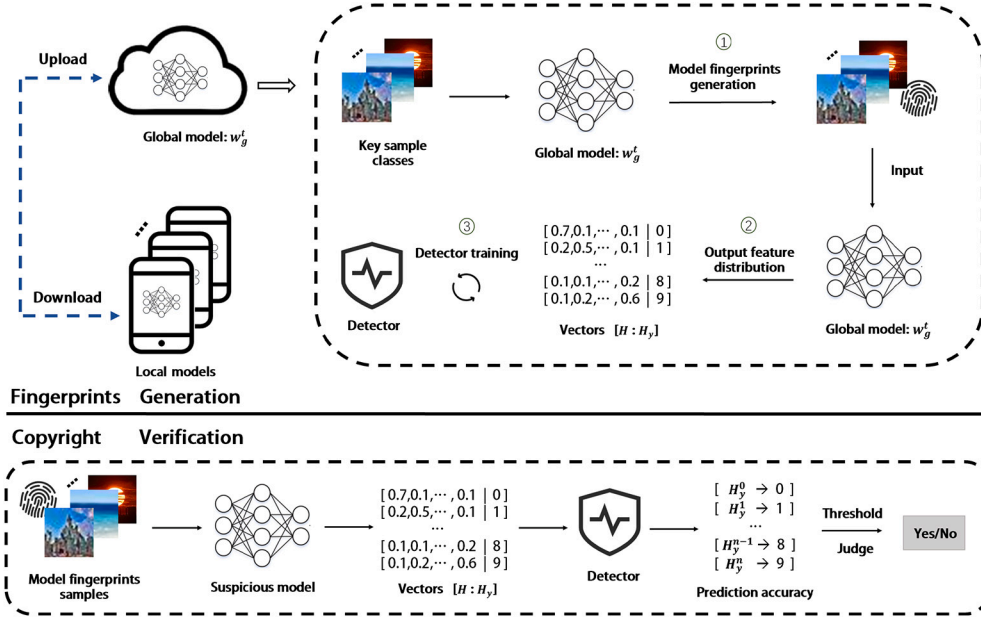 Upload
Global model: w_g^t
Download
Local models
Key sample
classes
Global model: w_g^t
①
Model fingerprints
generation
Input
Global model: w_g^t
②
Output feature
distribution
[ 0.7,0.1,⋯ , 0.1 | 0 ]
[ 0.2,0.5,⋯ , 0.1 | 1 ]
...
[ 0.1,0.1,⋯ , 0.2 | 8 ]
[ 0.1,0.2,⋯ , 0.6 | 9 ]
Vectors [H : H_y]
③
Detector training
Detector
Fingerprints Generation
Copyright Verification
Model fingerprints
samples
Suspicious model
[ 0.7,0.1,⋯ , 0.1 | 0 ]
[ 0.2,0.5,⋯ , 0.1 | 1 ]
...
[ 0.1,0.1,⋯ , 0.2 | 8 ]
[ 0.1,0.2,⋯ , 0.6 | 9 ]
Vectors [H : H_y]
Detector
[ H_y^0 → 0 ]
[ H_y^1 → 1 ]
...
[ H_y^{n-1} → 8 ]
[ H_y^n → 9 ]
Prediction accuracy
Threshold
Judge
Yes/No